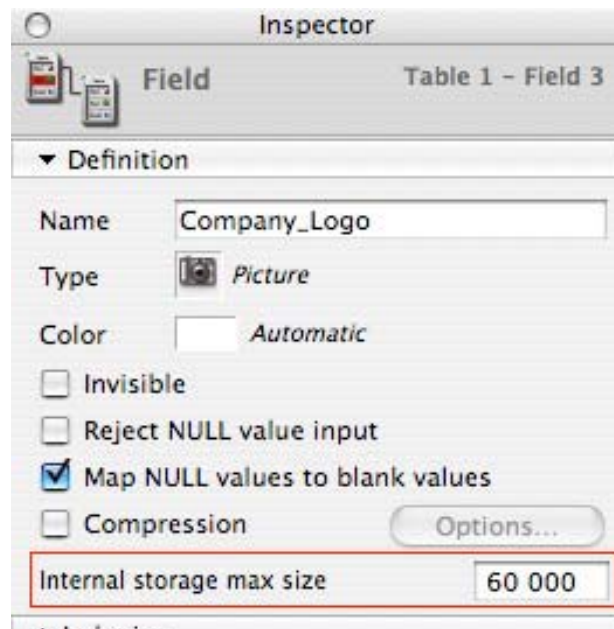 Inspector
Field
Table 1 - Field 3
Definition
Name Company_Logo
Type Picture
Color Automatic
Invisible
Reject NULL value input
Map NULL values to blank values
Compression Options...
Internal storage max size 60 000